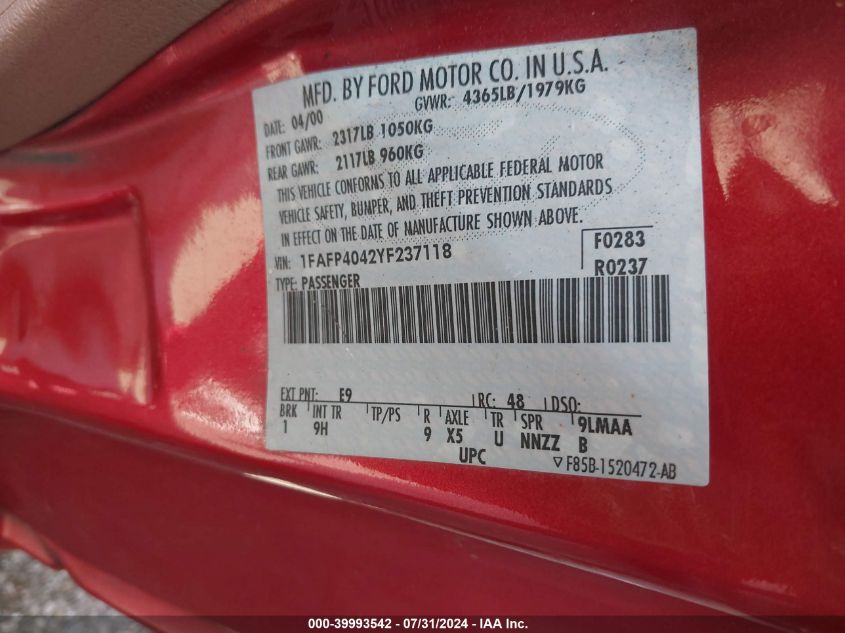 MFD. BY FORD MOTOR CO. IN U.S.A.
DATE: 04/00 GVWR: 4365LB/1979KG
FRONT GAWR: 2317LB 1050KG
REAR GAWR: 2117LB 960KG
THIS VEHICLE CONFORMS TO ALL APPLICABLE FEDERAL MOTOR
VEHICLE SAFETY, BUMPER, AND THEFT PREVENTION STANDARDS
IN EFFECT ON THE DATE OF MANUFACTURE SHOWN ABOVE.
VIN: 1FAFP4042YF237118 F0283
TYPE: PASSENGER R0237
EXT PNT: E9 RC: 48 DSO:
BRK INT TR TP/PS R AXLE TR SPR 9LMAA
1 9H 9 X5 U NNZZ B
UPC ▽F85B-1520472-AB
000-39993542 / 07/31/2024 - IAA Inc.